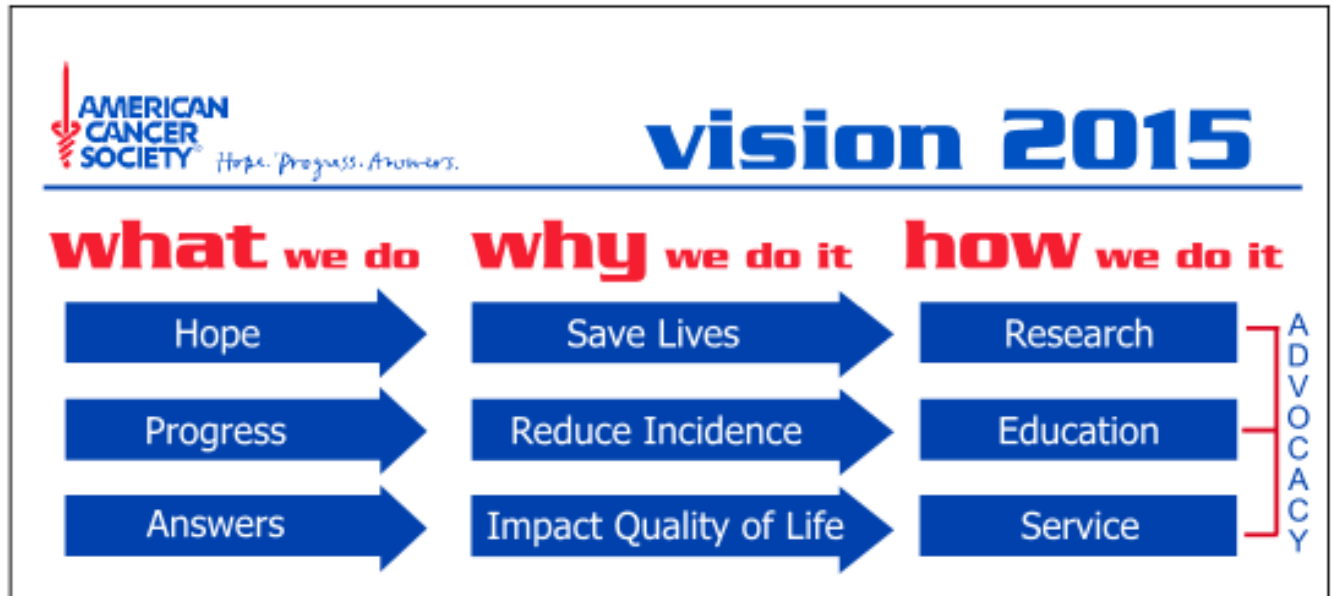 AMERICAN
CANCER
SOCIETY®
Hope. Progress. Answers.
vision 2015
what we do
why we do it
how we do it
Hope
Save Lives
Research
Progress
Reduce Incidence
Education
Answers
Impact Quality of Life
Service
ADVOCACY